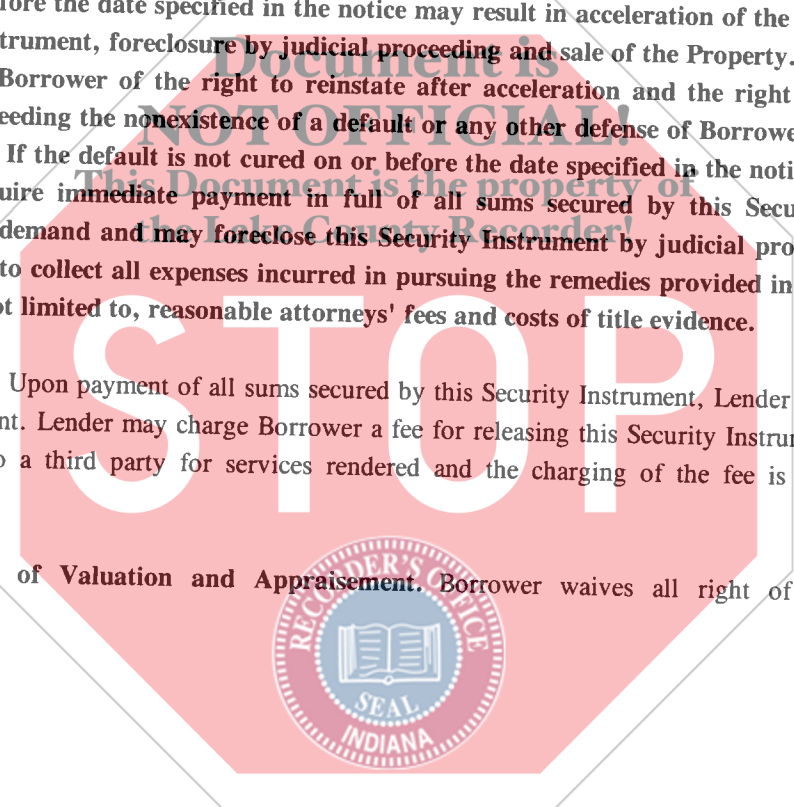 fore the date specified in the notice may result in acceleration of the
trument, foreclosure by judicial proceeding and sale of the Property.
Document is
Borrower of the right to reinstate after acceleration and the right
NOT OFFICIAL!
eeding the nonexistence of a default or any other defense of Borrowe
If the default is not cured on or before the date specified in the noti
This Document is the property of
uire immediate payment in full of all sums secured by this Secu
the Lake County Recorder!
demand and may foreclose this Security Instrument by judicial pro
to collect all expenses incurred in pursuing the remedies provided in
ot limited to, reasonable attorneys' fees and costs of title evidence.
STOP
Upon payment of all sums secured by this Security Instrument, Lender
nt. Lender may charge Borrower a fee for releasing this Security Instrum
o a third party for services rendered and the charging of the fee is
of Valuation and Appraisement. Borrower waives all right of
RECORDER'S OFFICE
SEAL
INDIANA